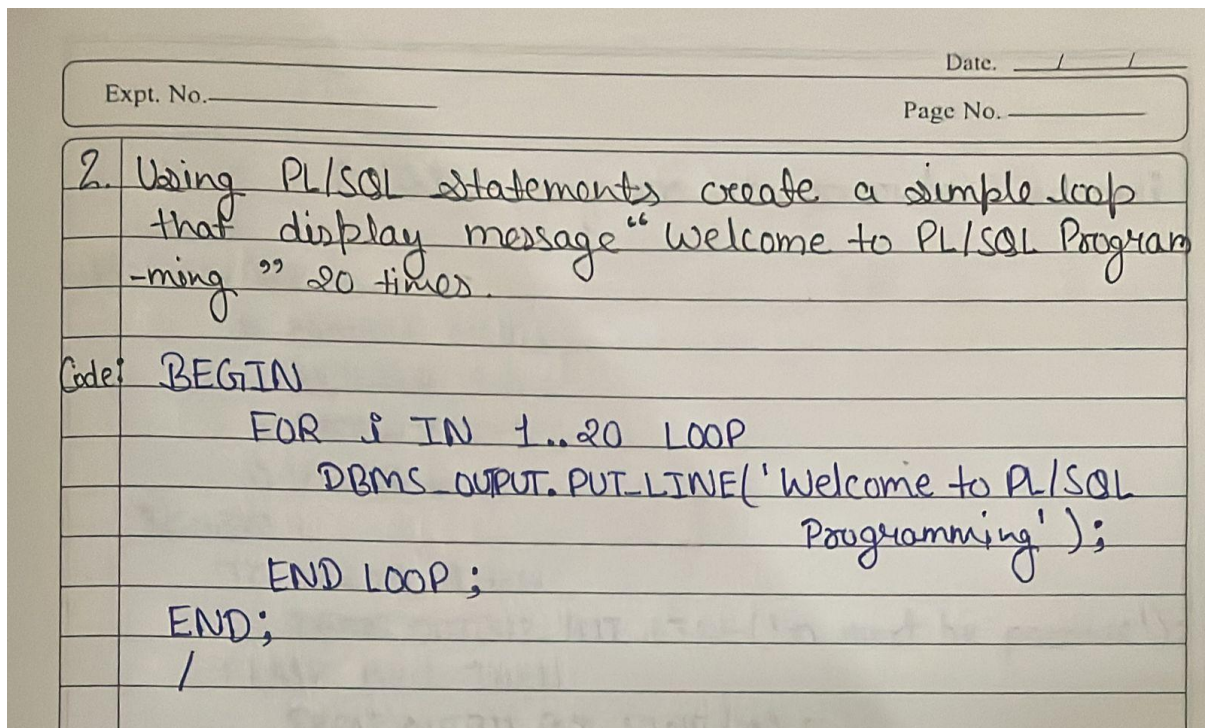 Date. / /
Expt. No.
Page No.
2. Using PL/SQL statements create a simple loop
that display message "Welcome to PL/SQL Program
-ming" 20 times.
Code: BEGIN
FOR i IN 1..20 LOOP
DBMS_OUTPUT.PUT_LINE('Welcome to PL/SQL
Programming');
END LOOP;
END;
/